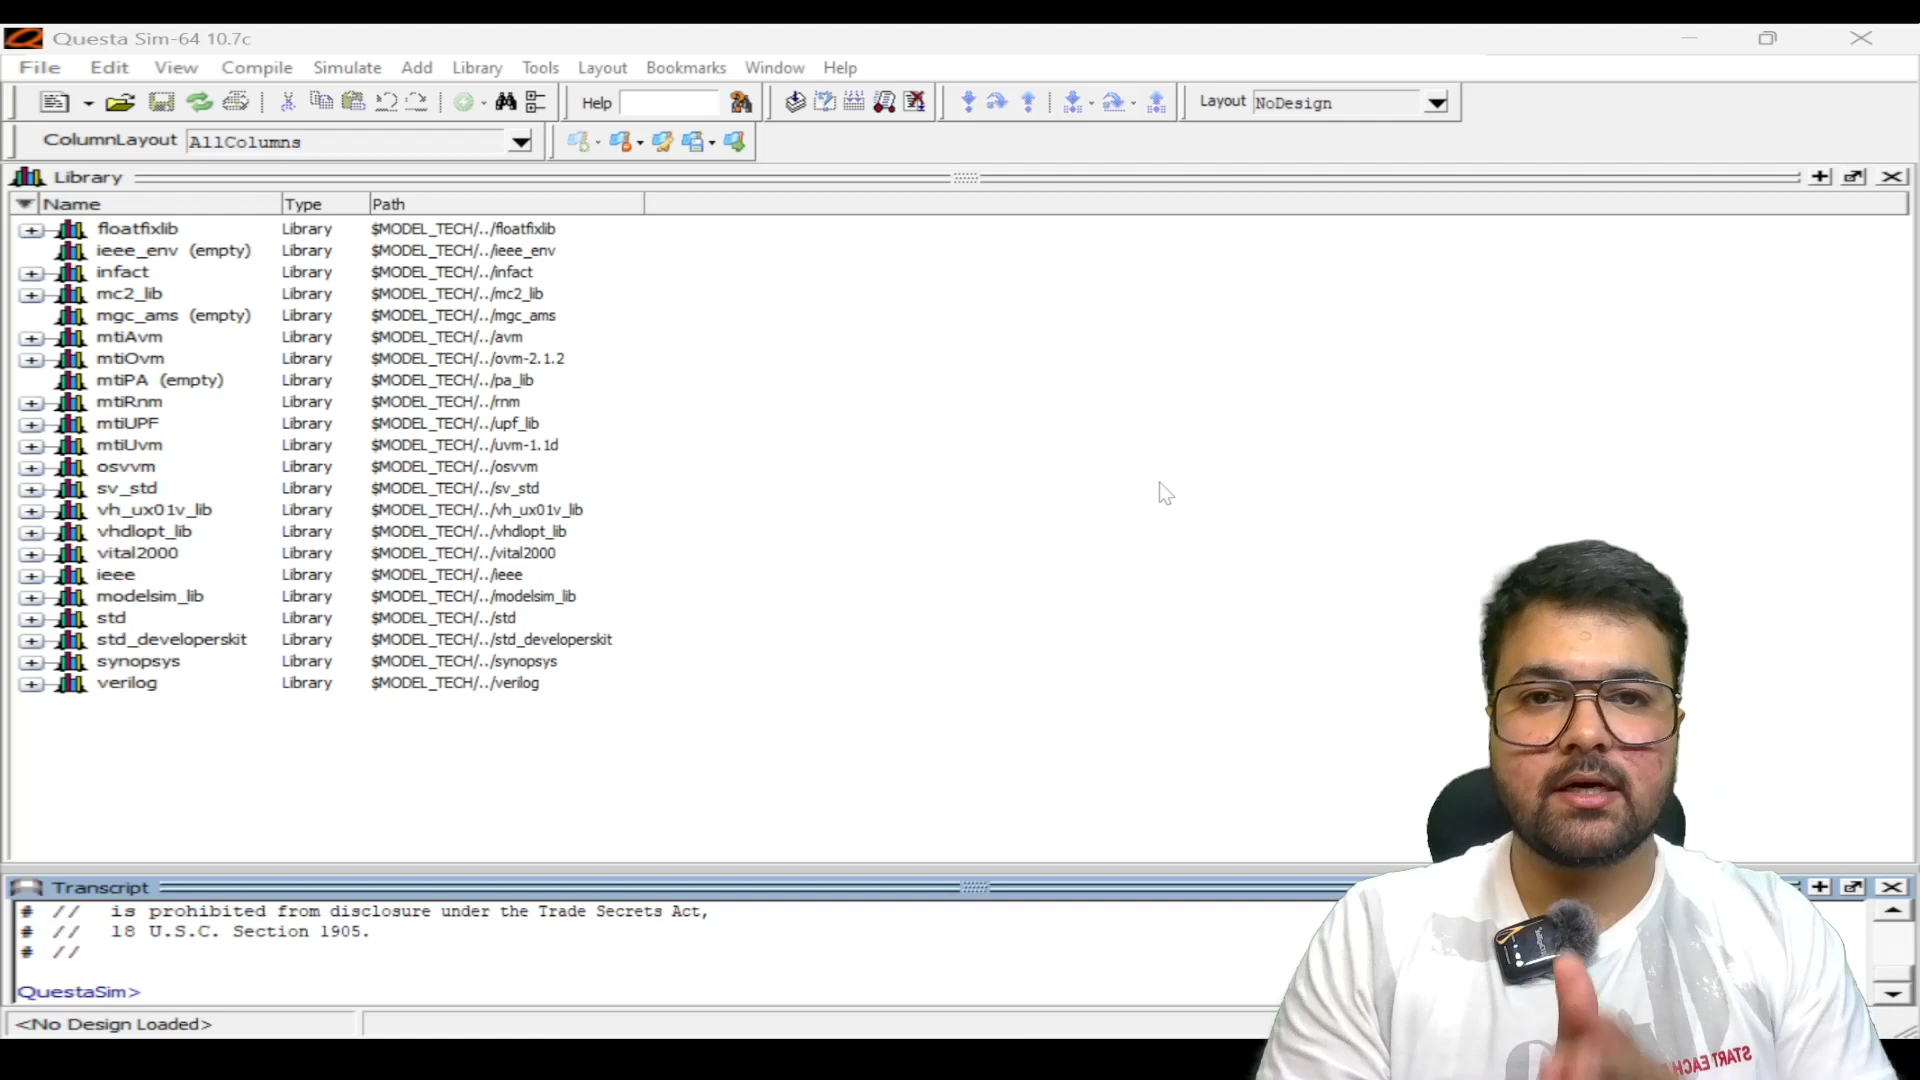 Questa Sim-64 10.7c
File Edit View Compile Simulate Add Library Tools Layout Bookmarks Window Help
Help Layout NoDesign
ColumnLayout AllColumns
Library
Name Type Path
floatfixlib Library $MODEL_TECH/../floatfixlib
ieee_env (empty) Library $MODEL_TECH/../ieee_env
infact Library $MODEL_TECH/../infact
mc2_lib Library $MODEL_TECH/../mc2_lib
mgc_ams (empty) Library $MODEL_TECH/../mgc_ams
mtiAvm Library $MODEL_TECH/../avm
mtiOvm Library $MODEL_TECH/../ovm-2.1.2
mtiPA (empty) Library $MODEL_TECH/../pa_lib
mtiRnm Library $MODEL_TECH/../rnm
mtiUPF Library $MODEL_TECH/../upf_lib
mtiUvm Library $MODEL_TECH/../uvm-1.1d
osvvm Library $MODEL_TECH/../osvvm
sv_std Library $MODEL_TECH/../sv_std
vh_ux01v_lib Library $MODEL_TECH/../vh_ux01v_lib
vhdlopt_lib Library $MODEL_TECH/../vhdlopt_lib
vital2000 Library $MODEL_TECH/../vital2000
ieee Library $MODEL_TECH/../ieee
modelsim_lib Library $MODEL_TECH/../modelsim_lib
std Library $MODEL_TECH/../std
std_developerskit Library $MODEL_TECH/../std_developerskit
synopsys Library $MODEL_TECH/../synopsys
verilog Library $MODEL_TECH/../verilog
Transcript
# // is prohibited from disclosure under the Trade Secrets Act,
# // 18 U.S.C. Section 1905.
# //
QuestaSim>
<No Design Loaded>
START EACH